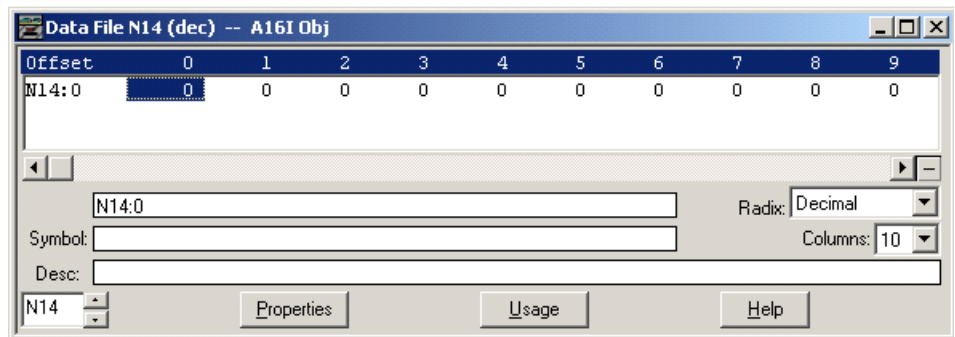 Data File N14 (dec) -- A16I Obj
Offset 0 1 2 3 4 5 6 7 8 9
N14:0 0 0 0 0 0 0 0 0 0 0
N14:0
Radix: Decimal
Symbol:
Columns: 10
Desc:
N14
Properties
Usage
Help